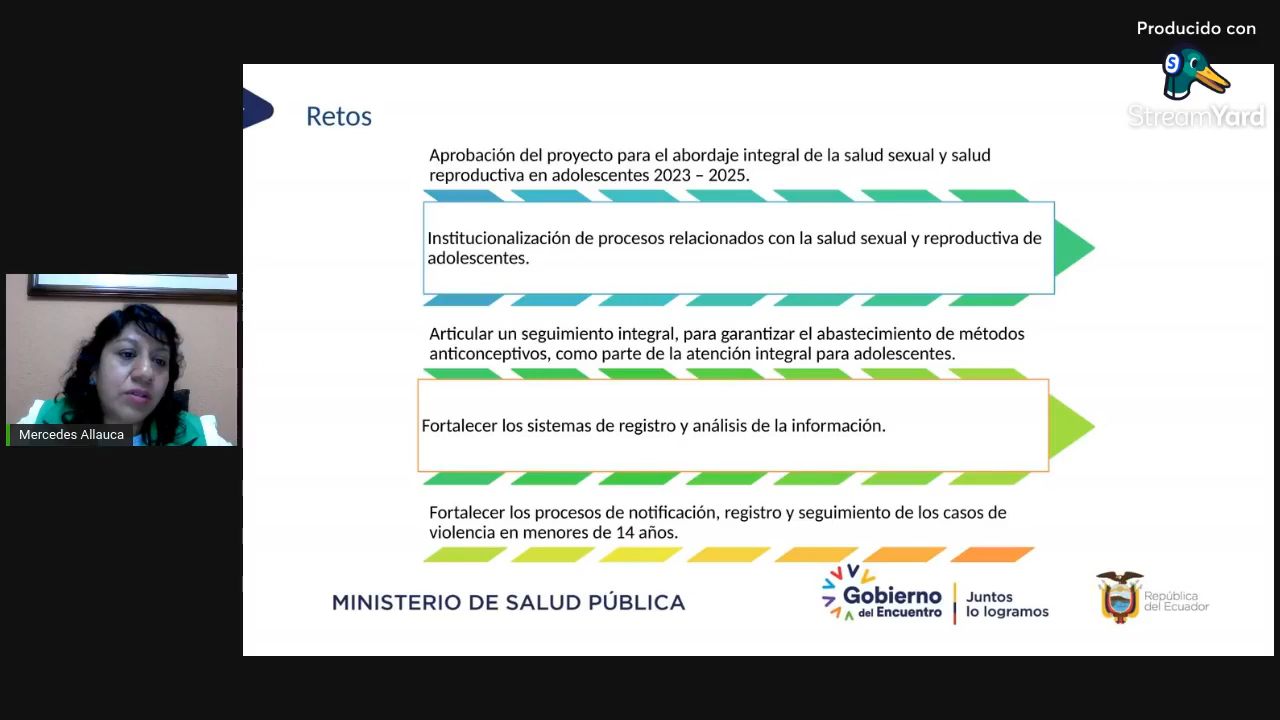 Producido con
StreamYard
Retos
Aprobación del proyecto para el abordaje integral de la salud sexual y salud
reproductiva en adolescentes 2023 – 2025.
Institucionalización de procesos relacionados con la salud sexual y reproductiva de
adolescentes.
Articular un seguimiento integral, para garantizar el abastecimiento de métodos
anticonceptivos, como parte de la atención integral para adolescentes.
Fortalecer los sistemas de registro y análisis de la información.
Fortalecer los procesos de notificación, registro y seguimiento de los casos de
violencia en menores de 14 años.
Mercedes Allauca
MINISTERIO DE SALUD PÚBLICA
Gobierno
del Encuentro
Juntos
lo logramos
República
del Ecuador